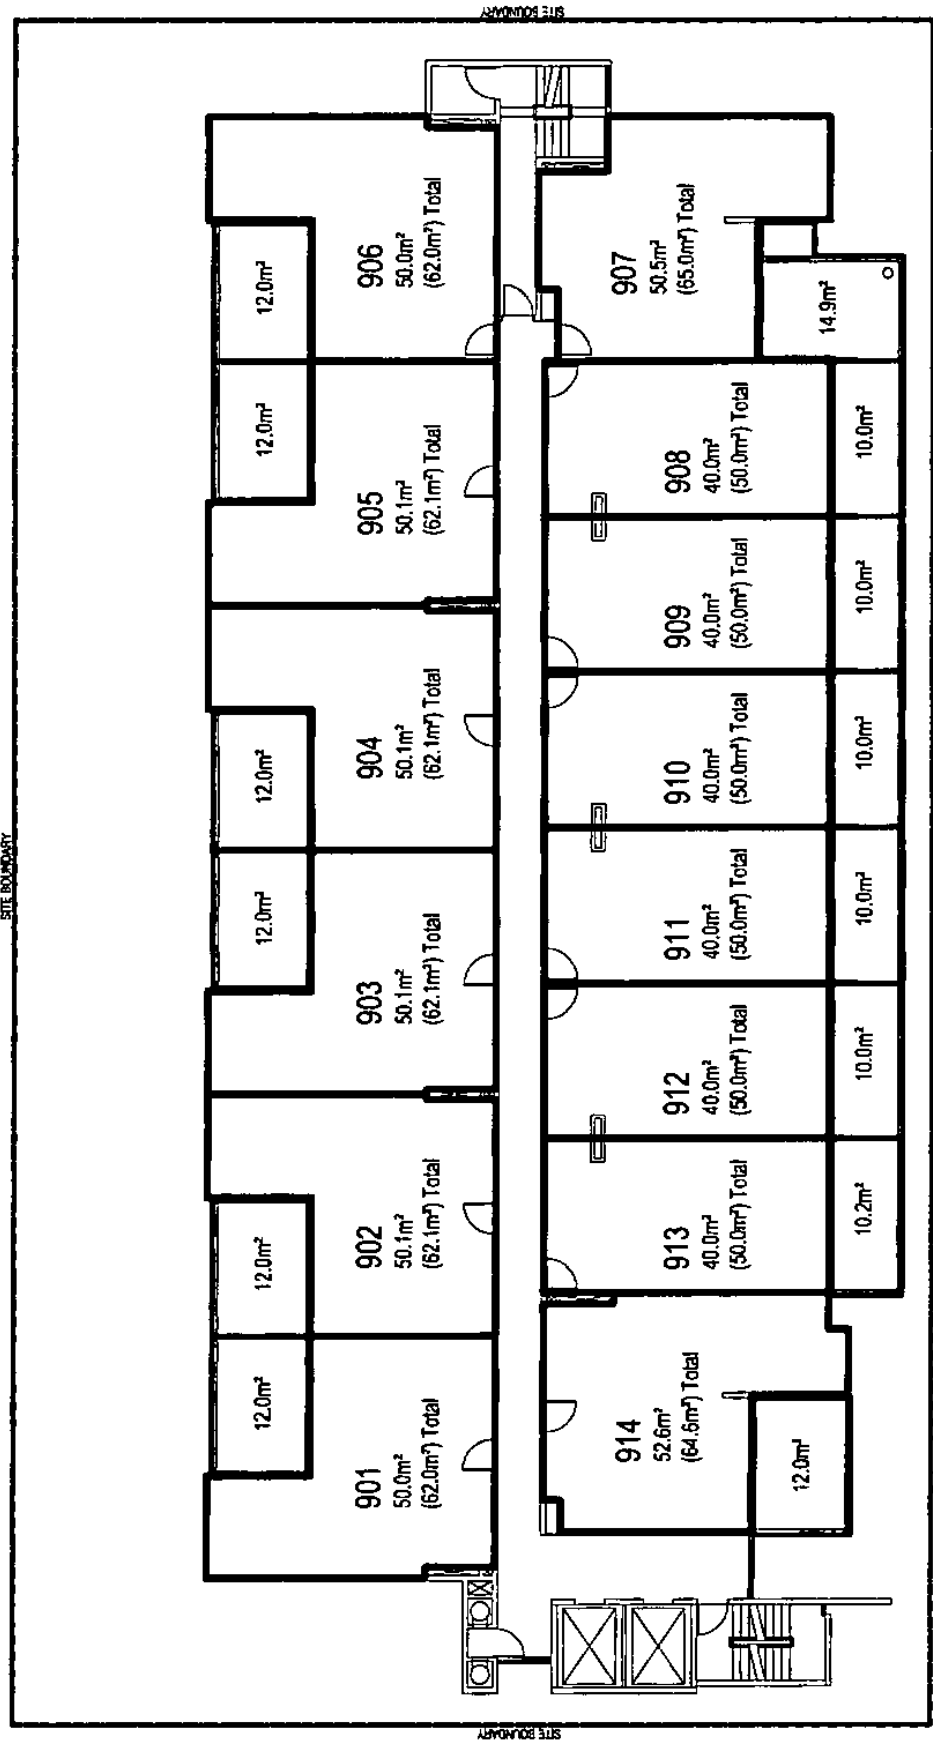 SITE BOUNDARY
SITE BOUNDARY
SITE BOUNDARY
12.0m²
906
50.0m²
(62.0m²) Total
12.0m²
905
50.1m²
(62.1m²) Total
12.0m²
904
50.1m²
(62.1m²) Total
12.0m²
903
50.1m²
(62.1m²) Total
12.0m²
902
50.1m²
(62.1m²) Total
12.0m²
901
50.0m²
(62.0m²) Total
907
50.5m²
(65.0m²) Total
14.9m²
908
40.0m²
(50.0m²) Total
10.0m²
909
40.0m²
(50.0m²) Total
10.0m²
910
40.0m²
(50.0m²) Total
10.0m²
911
40.0m²
(50.0m²) Total
10.0m²
912
40.0m²
(50.0m²) Total
10.0m²
913
40.0m²
(50.0m²) Total
10.2m²
914
52.6m²
(64.6m²) Total
12.0m²